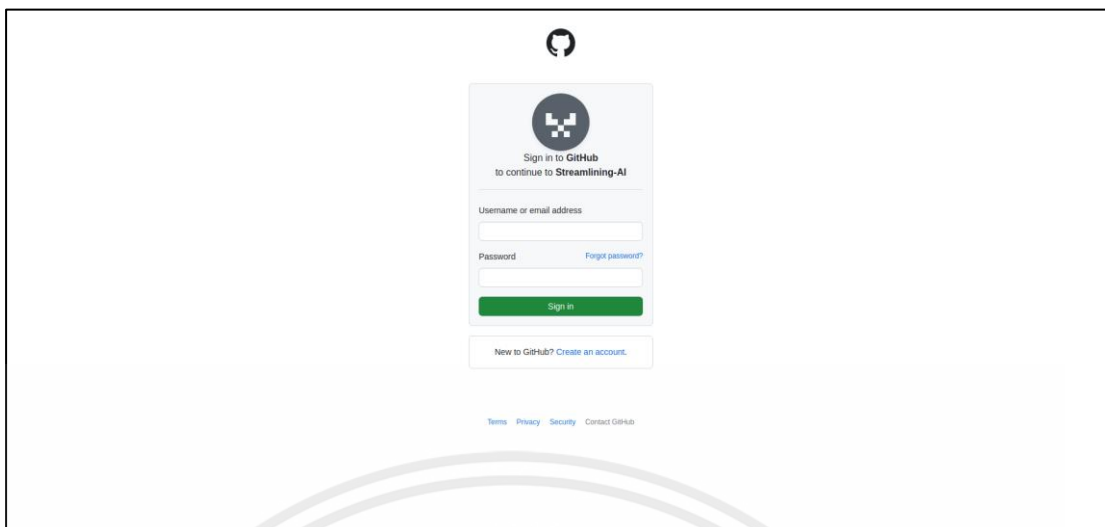 Sign in to GitHub
to continue to Streamlining-AI
Username or email address
Password Forgot password?
Sign in
New to GitHub? Create an account.
Terms Privacy Security Contact GitHub